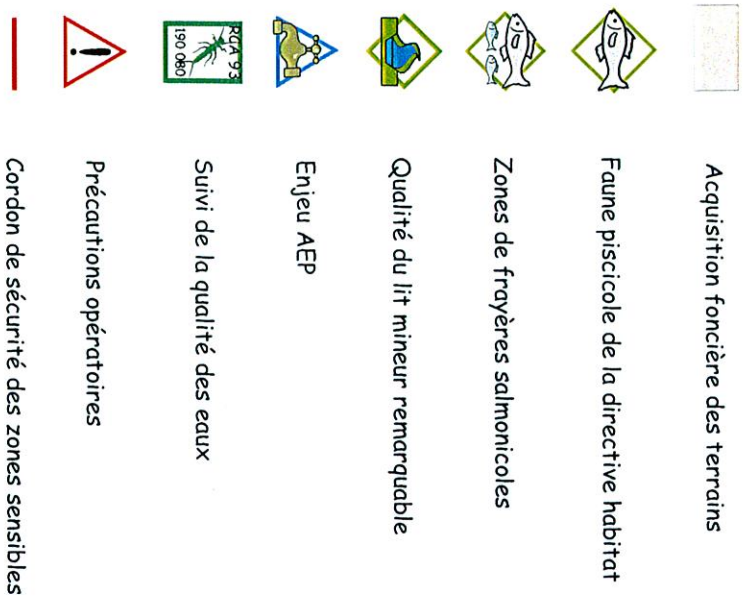 Acquisition foncière des terrains
Faune piscicole de la directive habitat
Zones de frayères salmonicoles
Qualité du lit mineur remarquable
Enjeu AEP
RGA 93
190 080
Suivi de la qualité des eaux
Précautions opératoires
Cordon de sécurité des zones sensibles